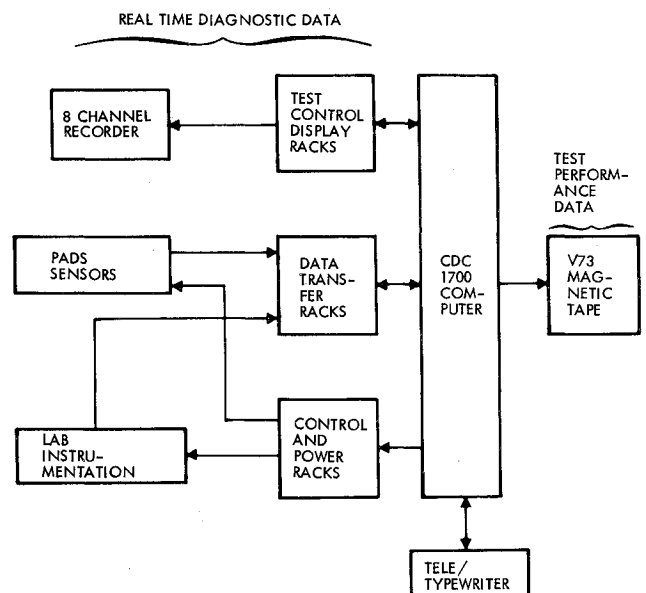 REAL TIME DIAGNOSTIC DATA
8 CHANNEL
RECORDER
TEST
CONTROL
DISPLAY
RACKS
TEST
PERFORM-
ANCE
DATA
PADS
SENSORS
DATA
TRANS-
FER
RACKS
CDC
1700
COM-
PUTER
V73
MAG-
NETIC
TAPE
LAB
INSTRU-
MENTATION
CONTROL
AND
POWER
RACKS
TELE/
TYPEWRITER